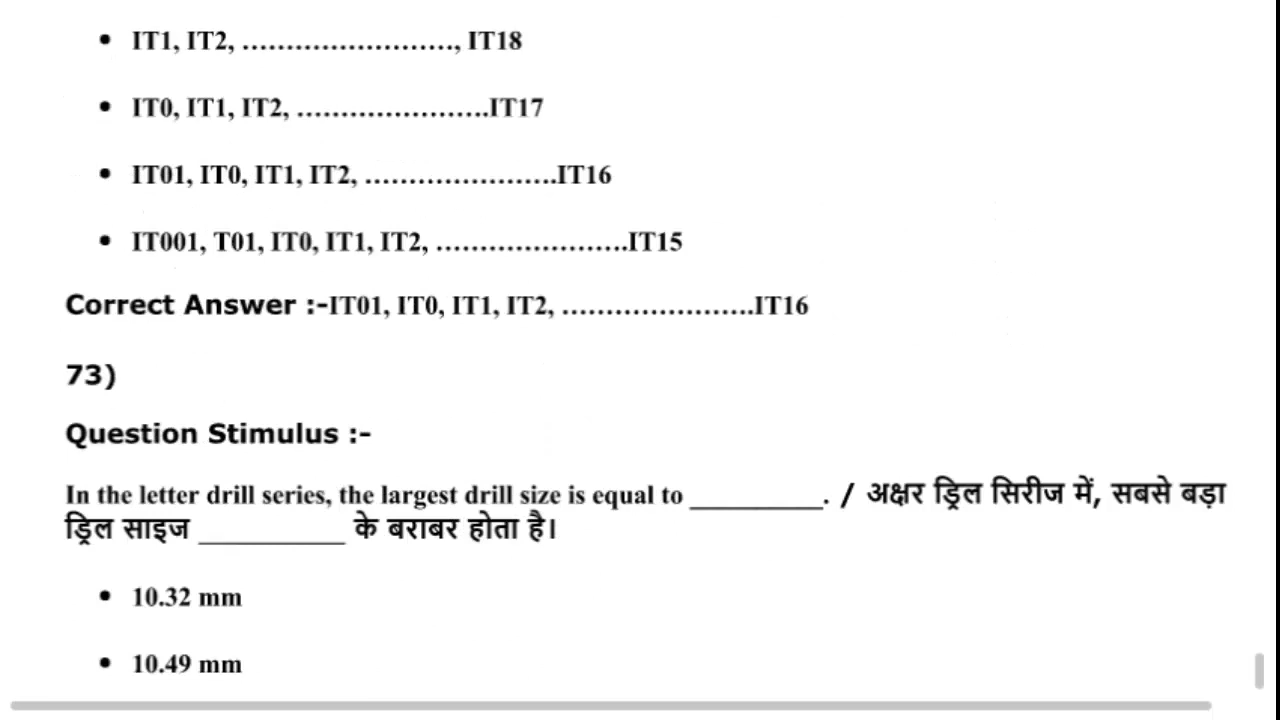 • IT1, IT2, ........................, IT18
• IT0, IT1, IT2, ......................IT17
• IT01, IT0, IT1, IT2, ......................IT16
• IT001, T01, IT0, IT1, IT2, ......................IT15
Correct Answer :-IT01, IT0, IT1, IT2, ......................IT16
73)
Question Stimulus :-
In the letter drill series, the largest drill size is equal to __________. / अक्षर ड्रिल सिरीज में, सबसे बड़ा
ड्रिल साइज ___________ के बराबर होता है।
• 10.32 mm
• 10.49 mm